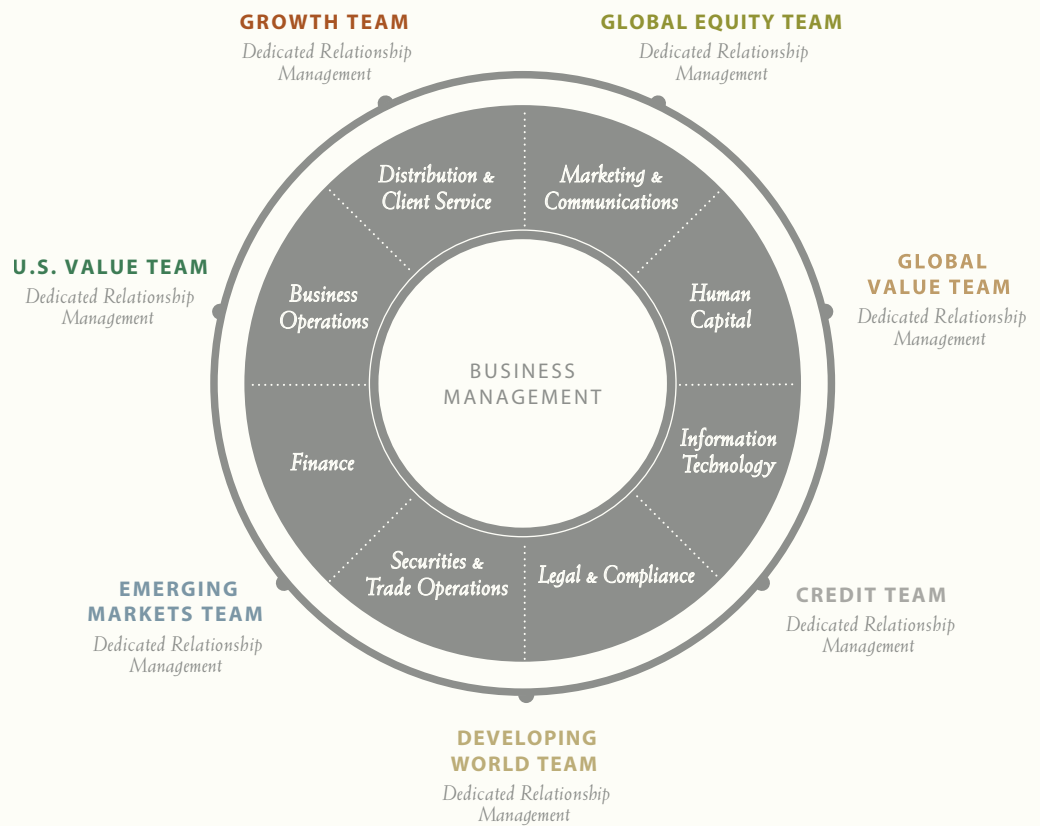 GROWTH TEAM
Dedicated Relationship
Management
GLOBAL EQUITY TEAM
Dedicated Relationship
Management
Distribution &
Client Service
Marketing &
Communications
U.S. VALUE TEAM
Dedicated Relationship
Management
GLOBAL
VALUE TEAM
Dedicated Relationship
Management
Business
Operations
Human
Capital
BUSINESS
MANAGEMENT
Finance
Information
Technology
Securities &
Trade Operations
Legal & Compliance
EMERGING
MARKETS TEAM
Dedicated Relationship
Management
CREDIT TEAM
Dedicated Relationship
Management
DEVELOPING
WORLD TEAM
Dedicated Relationship
Management